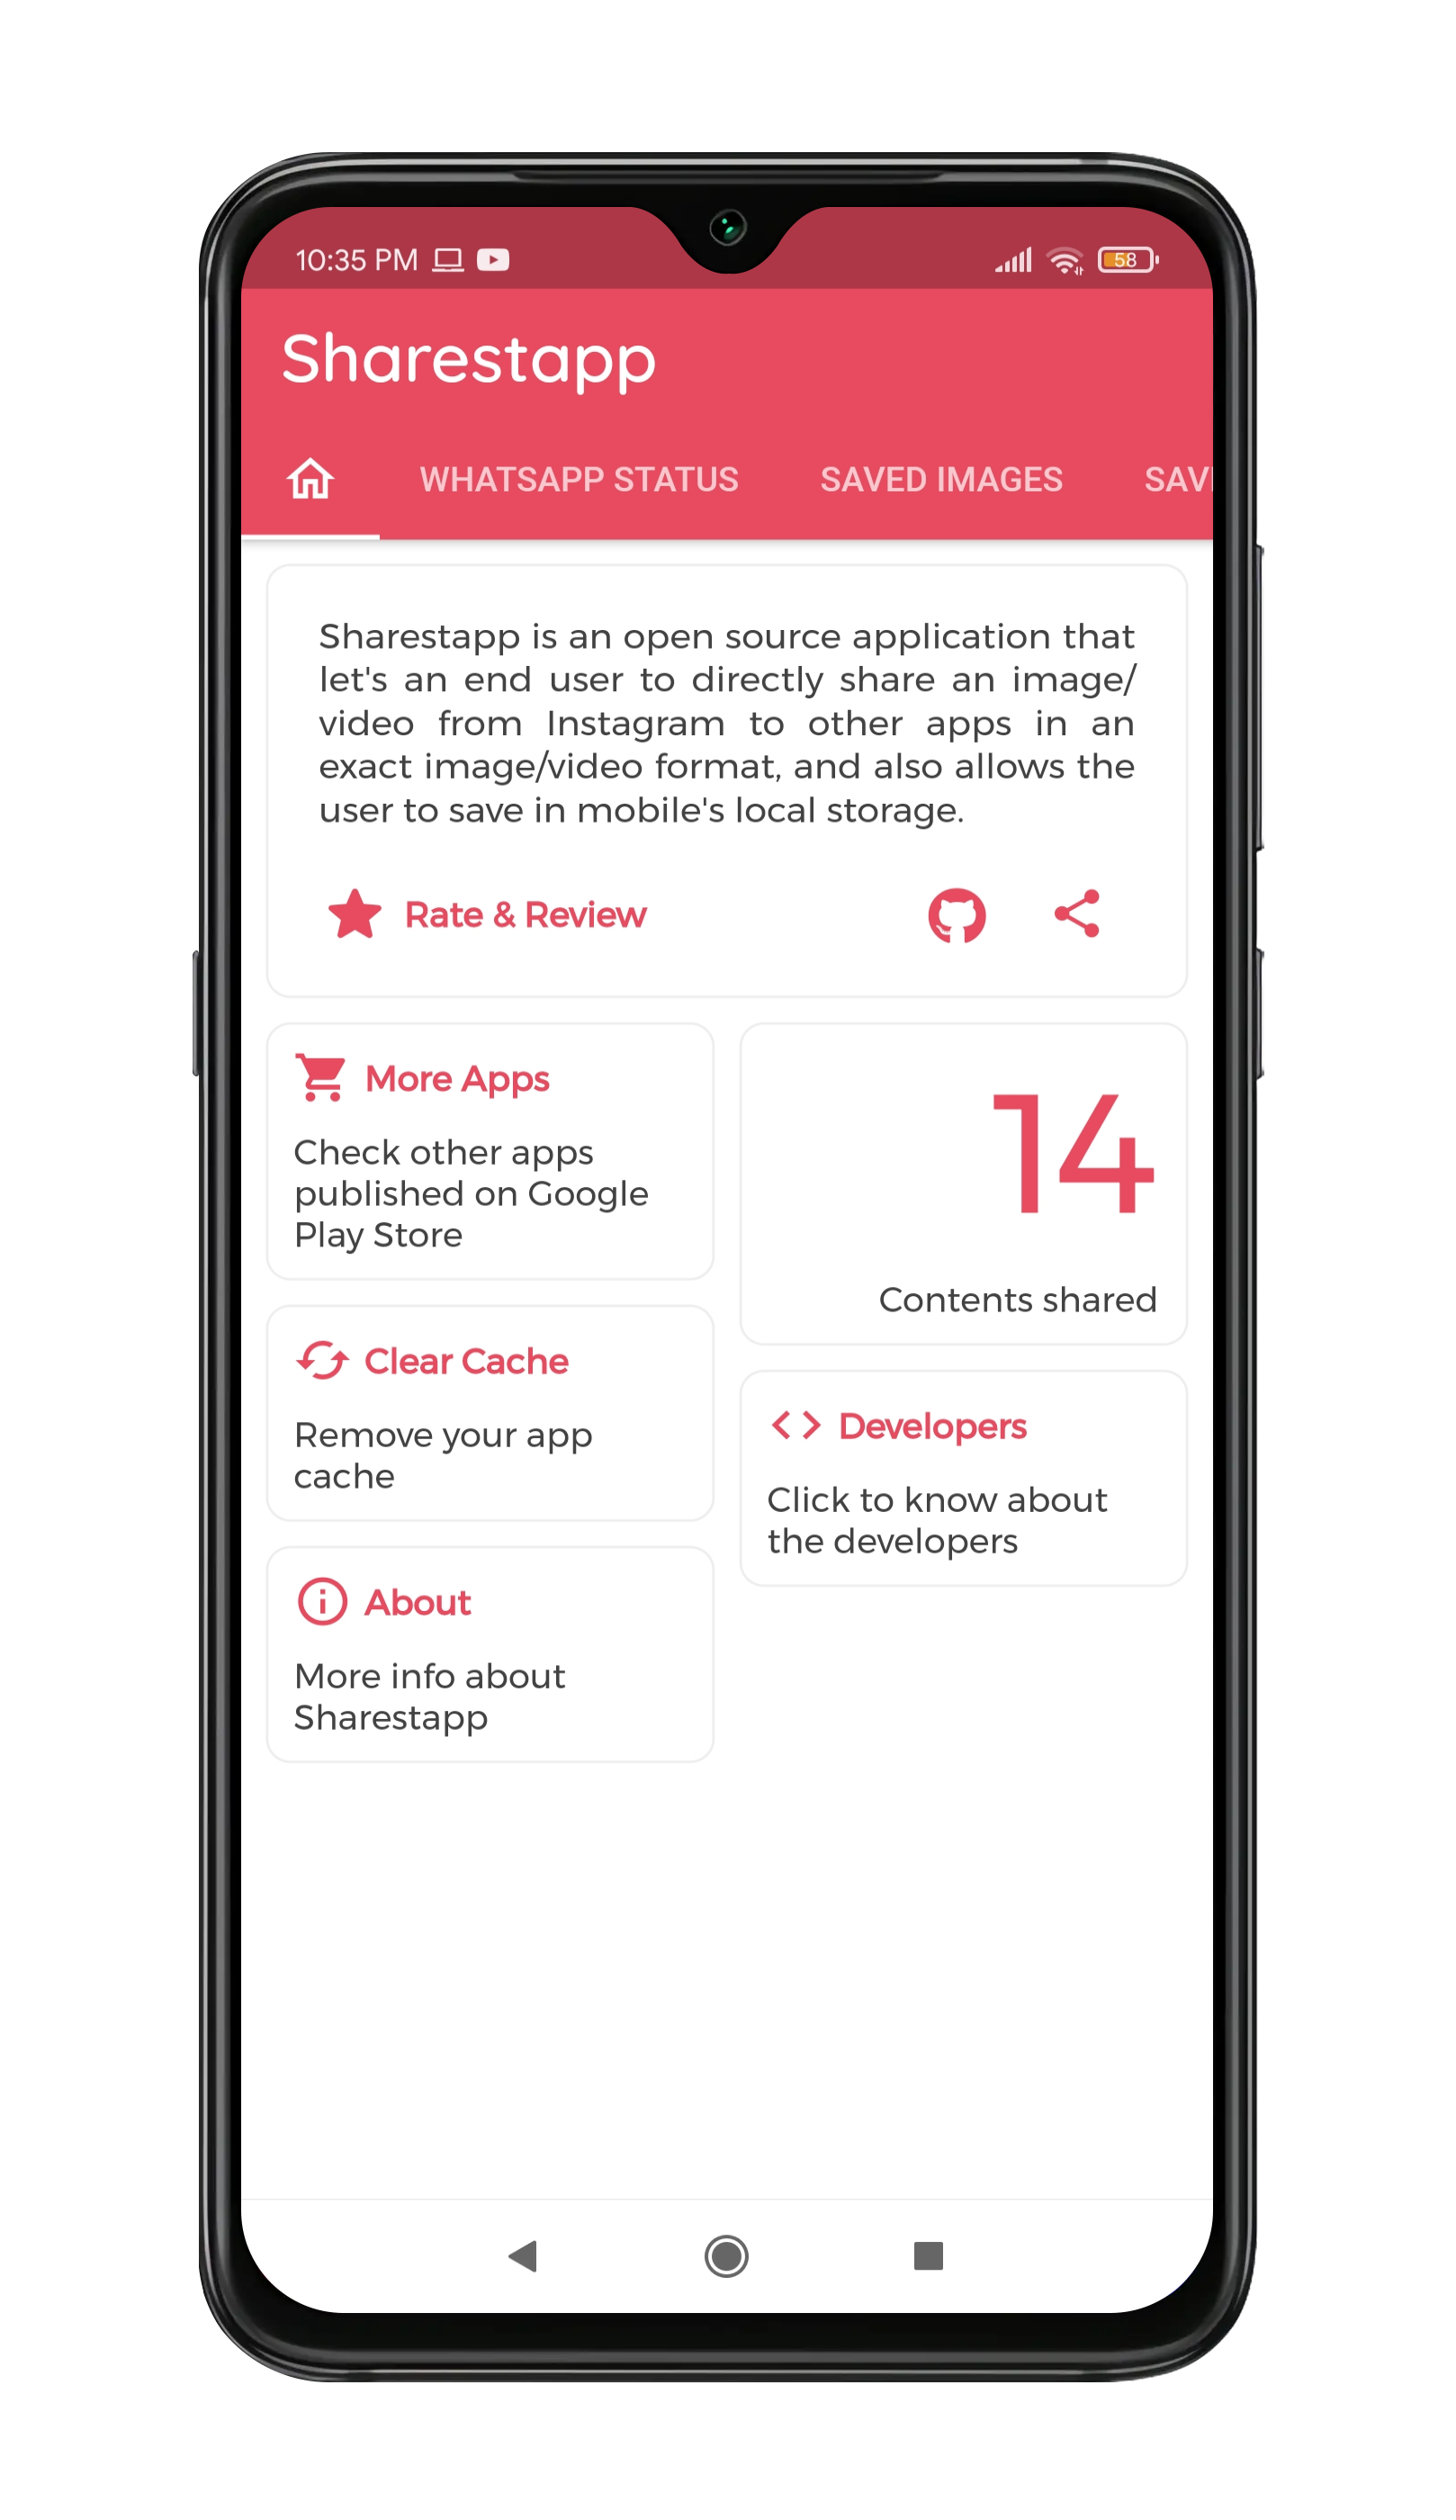 10:35 PM
58
Sharestapp
WHATSAPP STATUS SAVED IMAGES SAV
Sharestapp is an open source application that
let's an end user to directly share an image/
video from Instagram to other apps in an
exact image/video format, and also allows the
user to save in mobile's local storage.
Rate & Review
More Apps
Check other apps
published on Google
Play Store
14
Contents shared
Clear Cache
Remove your app
cache
Developers
Click to know about
the developers
About
More info about
Sharestapp